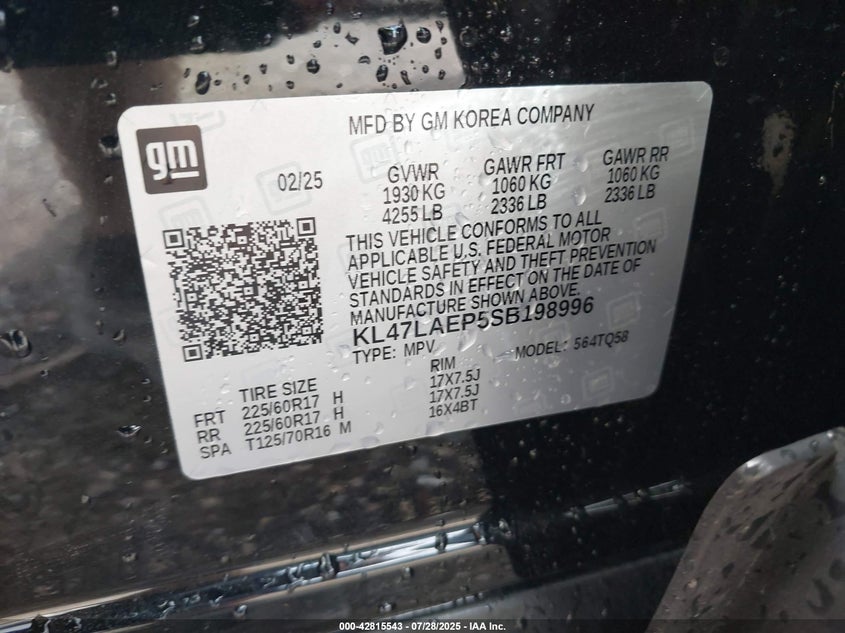 gm
MFD BY GM KOREA COMPANY
02/25
GVWR
1930 KG
4255 LB
GAWR FRT
1060 KG
2336 LB
GAWR RR
1060 KG
2336 LB
THIS VEHICLE CONFORMS TO ALL
APPLICABLE U.S. FEDERAL MOTOR
VEHICLE SAFETY AND THEFT PREVENTION
STANDARDS IN EFFECT ON THE DATE OF
MANUFACTURE SHOWN ABOVE.
KL47LAEP5SB198996
TYPE: MPV MODEL: 564TQ58
TIRE SIZE RIM
FRT 225/60R17 H 17X7.5J
RR 225/60R17 H 17X7.5J
SPA T125/70R16 M 16X4BT
000-42815543 - 07/28/2025 - IAA Inc.